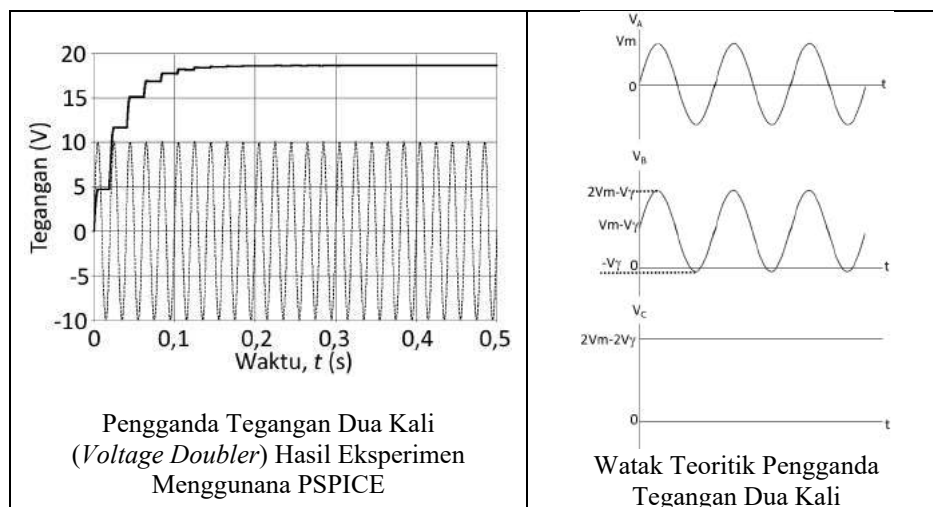 20
15
10
5
0
-5
-10
Tegangan (V)
0 0,1 0,2 0,3 0,4 0,5
Waktu, t (s)
Pengganda Tegangan Dua Kali
(Voltage Doubler) Hasil Eksperimen
Menggunana PSPICE
VA
Vm
0
t
VB
2Vm-Vγ
Vm-Vγ
0
-Vγ
t
VC
2Vm-2Vγ
0
t
Watak Teoritik Pengganda
Tegangan Dua Kali